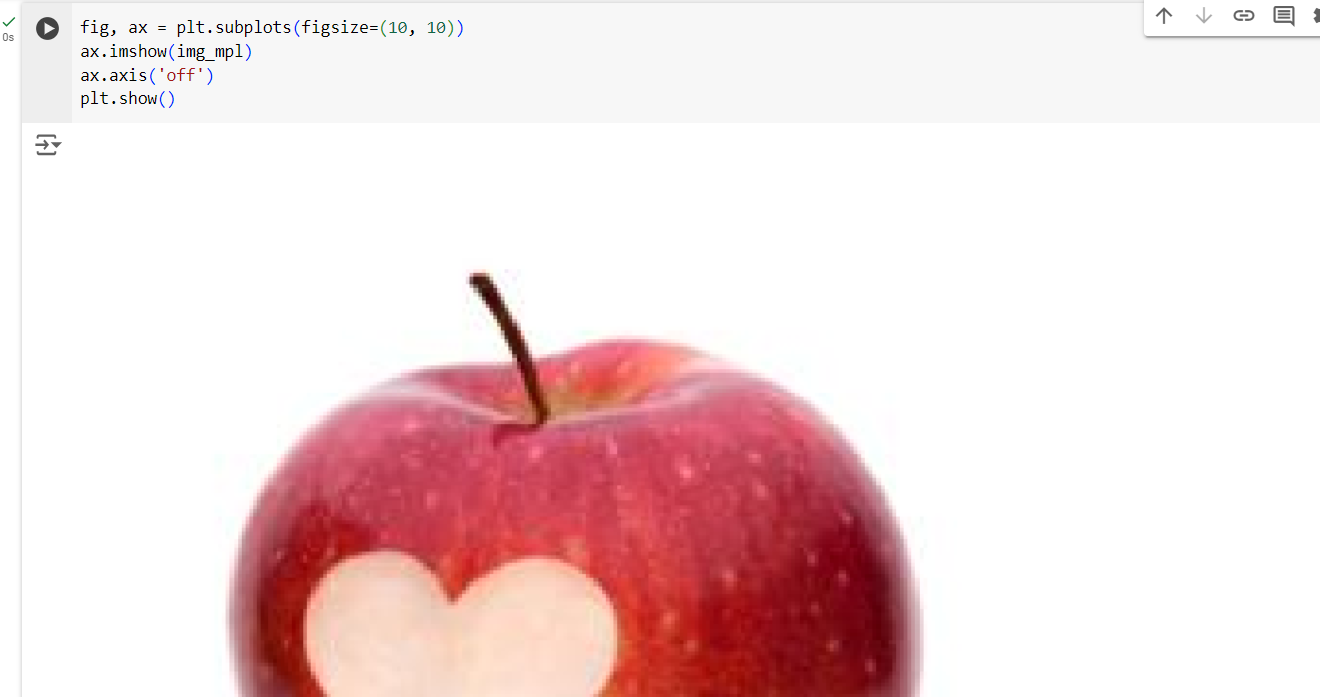 fig, ax = plt.subplots(figsize=(10, 10))
ax.imshow(img_mpl)
ax.axis('off')
plt.show()
0s